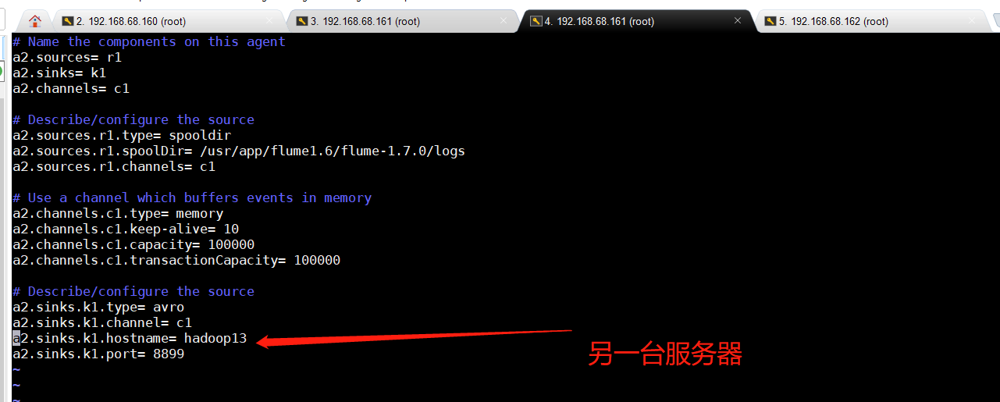 2. 192.168.68.160 (root)
3. 192.168.68.161 (root)
4. 192.168.68.161 (root)
5. 192.168.68.162 (root)
# Name the components on this agent
a2.sources= r1
a2.sinks= k1
a2.channels= c1
# Describe/configure the source
a2.sources.r1.type= spooldir
a2.sources.r1.spoolDir= /usr/app/flume1.6/flume-1.7.0/logs
a2.sources.r1.channels= c1
# Use a channel which buffers events in memory
a2.channels.c1.type= memory
a2.channels.c1.keep-alive= 10
a2.channels.c1.capacity= 100000
a2.channels.c1.transactionCapacity= 100000
# Describe/configure the source
a2.sinks.k1.type= avro
a2.sinks.k1.channel= c1
a2.sinks.k1.hostname= hadoop13
另一台服务器
a2.sinks.k1.port= 8899
~
~
~